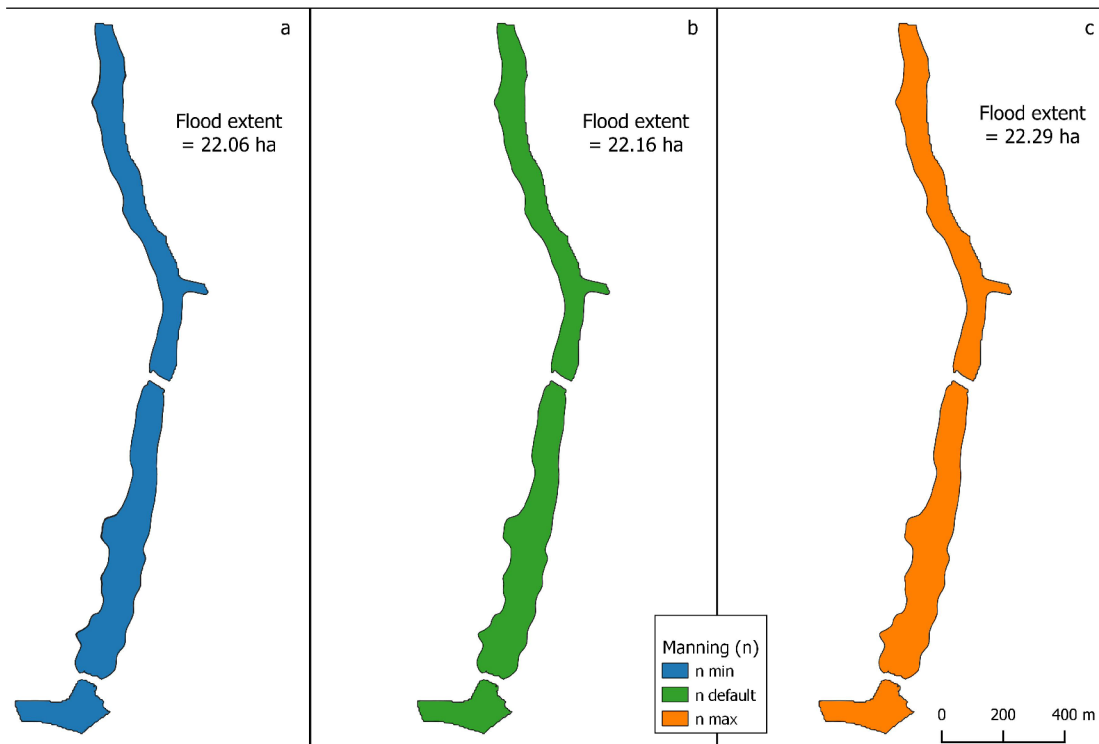 a
Flood extent
= 22.06 ha
b
Flood extent
= 22.16 ha
c
Flood extent
= 22.29 ha
Manning (n)
n min
n default
n max
0 200 400 m